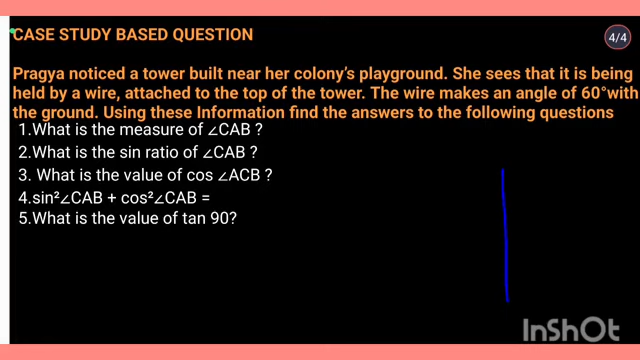 CASE STUDY BASED QUESTION
4/4
Pragya noticed a tower built near her colony's playground. She sees that it is being
held by a wire, attached to the top of the tower. The wire makes an angle of 60°with
the ground. Using these Information find the answers to the following questions
1.What is the measure of ∠CAB ?
2.What is the sin ratio of ∠CAB ?
3. What is the value of cos ∠ACB ?
4.sin²∠CAB + cos²∠CAB =
5.What is the value of tan 90?
InShOt